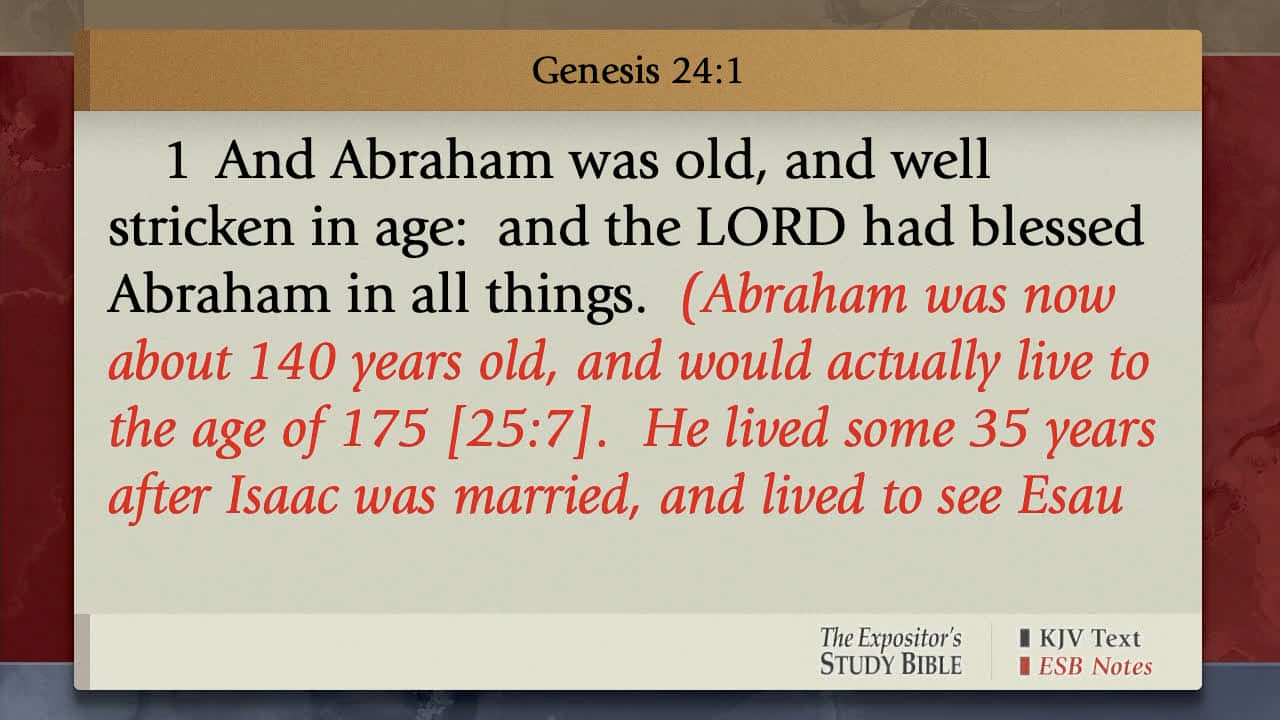 Genesis 24:1
1 And Abraham was old, and well
stricken in age: and the LORD had blessed
Abraham in all things. (Abraham was now
about 140 years old, and would actually live to
the age of 175 [25:7]. He lived some 35 years
after Isaac was married, and lived to see Esau
The Expositor's
STUDY BIBLE
KJV Text
ESB Notes